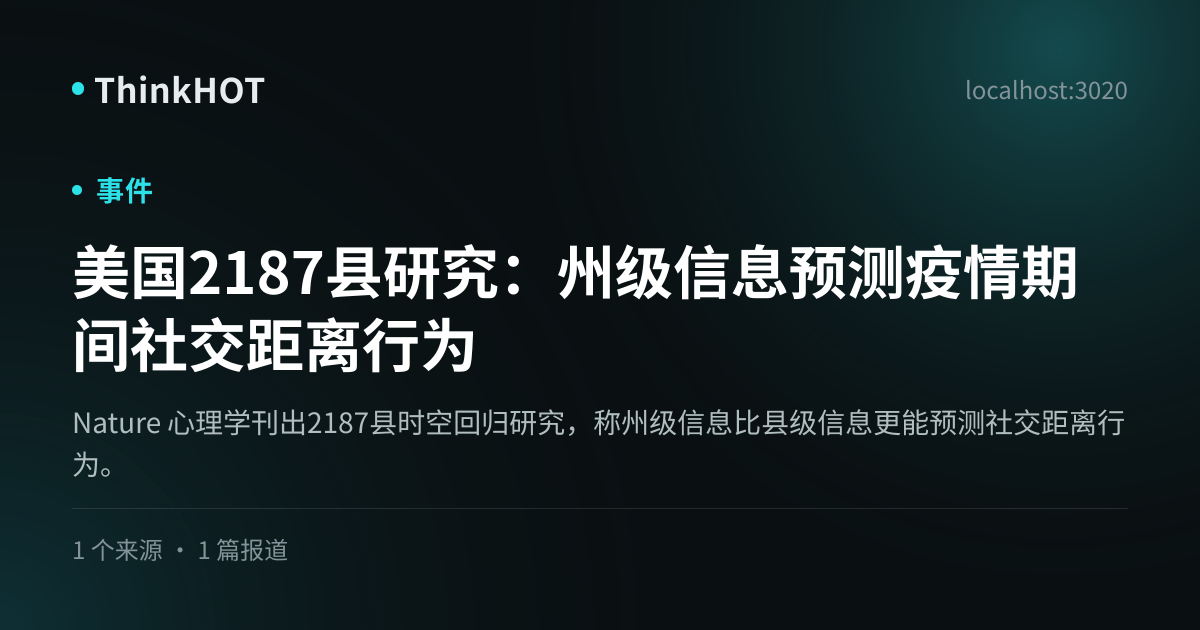 ThinkHOT
localhost:3020
事件
美国2187县研究：州级信息预测疫情期
间社交距离行为
Nature 心理学刊出2187县时空回归研究，称州级信息比县级信息更能预测社交距离行
为。
1 个来源 · 1 篇报道